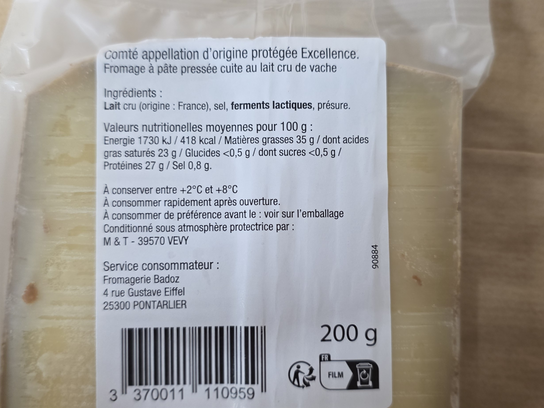 Comté appellation d'origine protégée Excellence.
Fromage à pâte pressée cuite au lait cru de vache
Ingrédients :
Lait cru (origine : France), sel, ferments lactiques, présure.
Valeurs nutritionelles moyennes pour 100 g :
Energie 1730 kJ / 418 kcal / Matières grasses 35 g / dont acides
gras saturés 23 g / Glucides <0,5 g / dont sucres <0,5 g /
Protéines 27 g / Sel 0,8 g.
À conserver entre +2°C et +8°C
À consommer rapidement après ouverture.
À consommer de préférence avant le : voir sur l'emballage
Conditionné sous atmosphère protectrice par :
M & T - 39570 VEVY
90884
Service consommateur :
Fromagerie Badoz
4 rue Gustave Eiffel
25300 PONTARLIER
200 g
FR
FILM
3 370011 110959